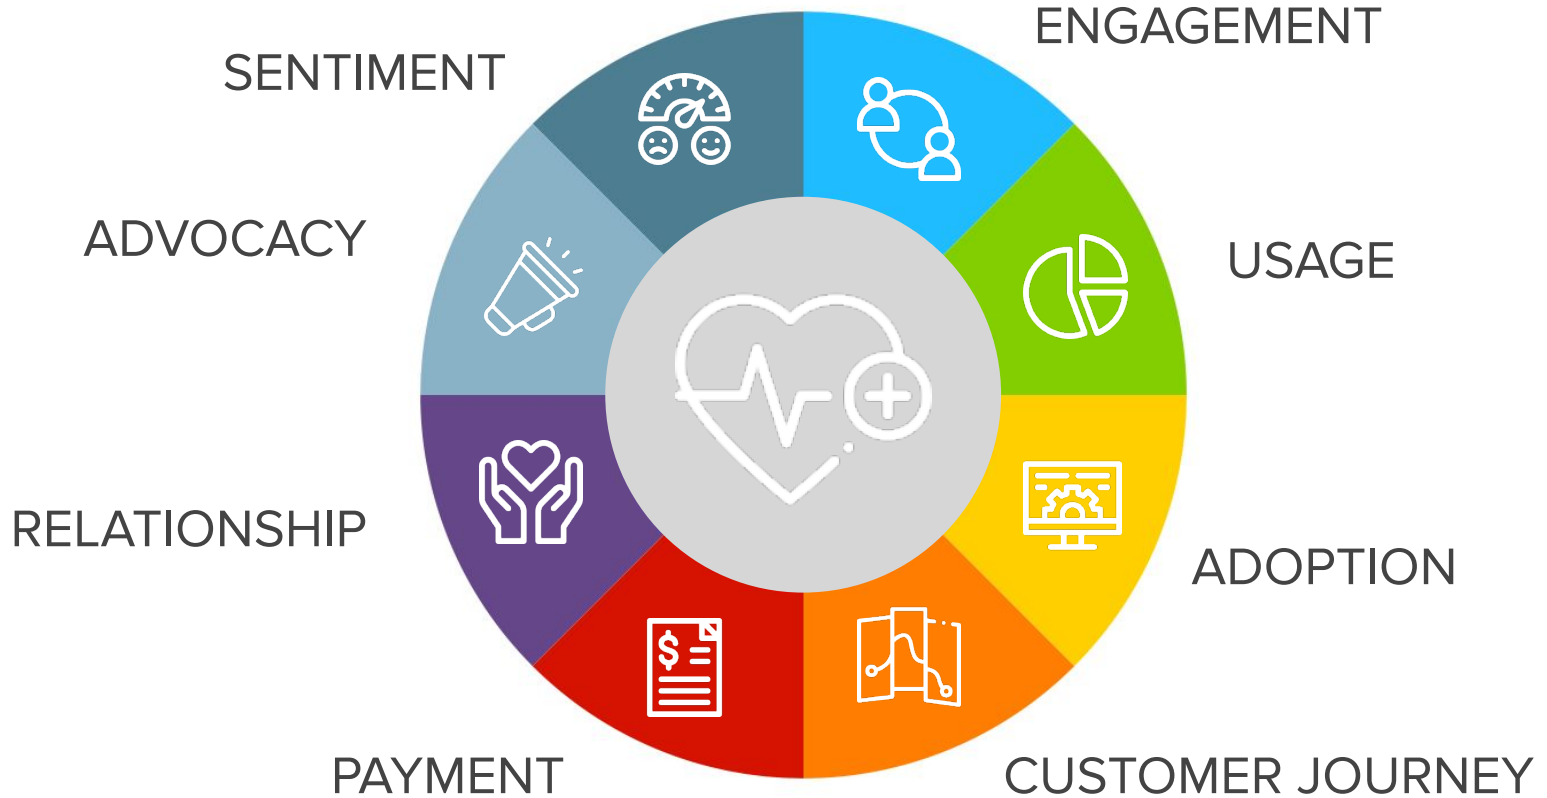 ENGAGEMENT
USAGE
ADOPTION
CUSTOMER JOURNEY
PAYMENT
RELATIONSHIP
ADVOCACY
SENTIMENT
$